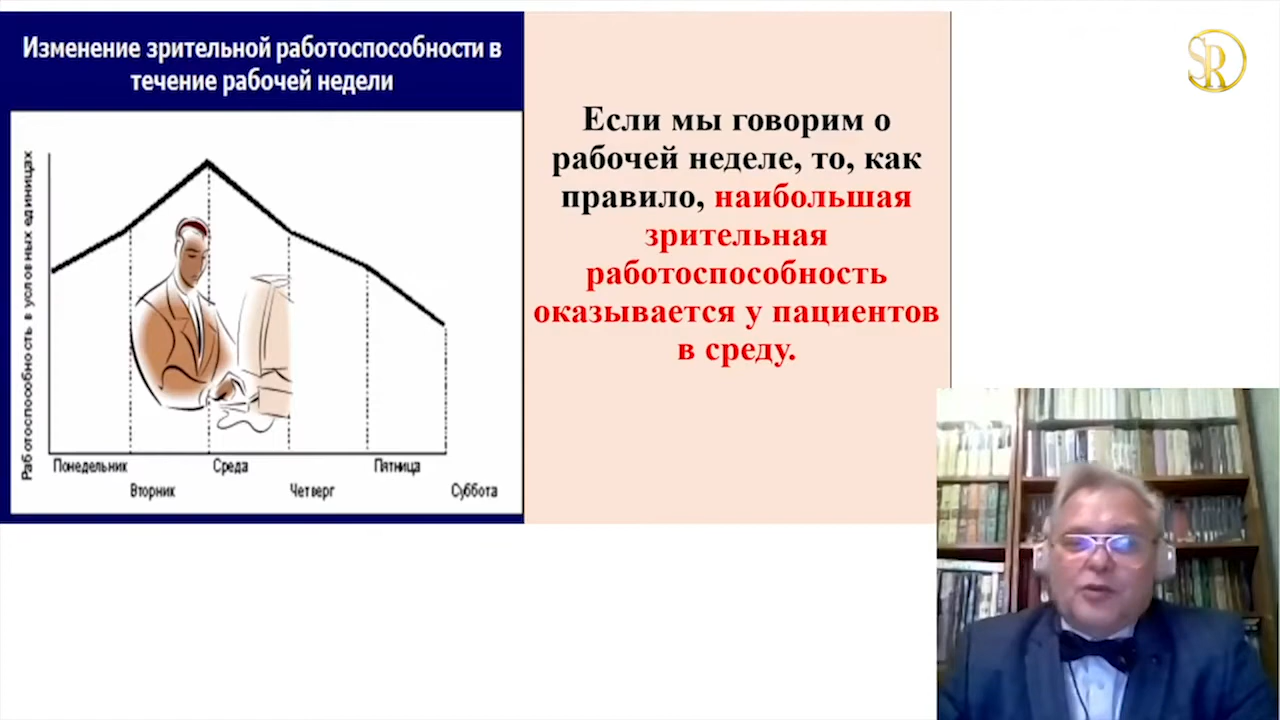 Изменение зрительной работоспособности в
течение рабочей недели
Работоспособность в условных единицах
Понедельник
Вторник
Среда
Четверг
Пятница
Суббота
Если мы говорим о
рабочей неделе, то, как
правило, наибольшая
зрительная
работоспособность
оказывается у пациентов
в среду.
SR